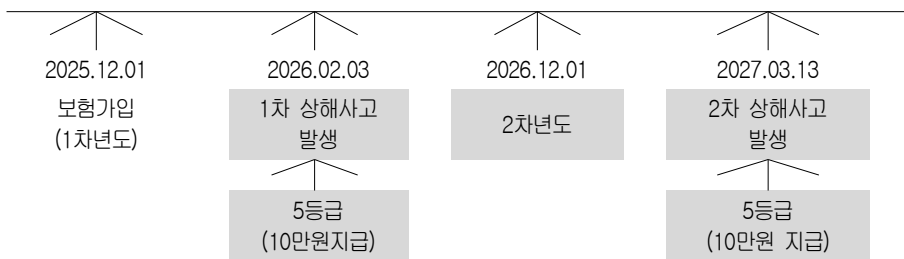 2025.12.01
보험가입
(1차년도)
2026.02.03
1차 상해사고
발생
5등급
(10만원지급)
2026.12.01
2차년도
2027.03.13
2차 상해사고
발생
5등급
(10만원 지급)